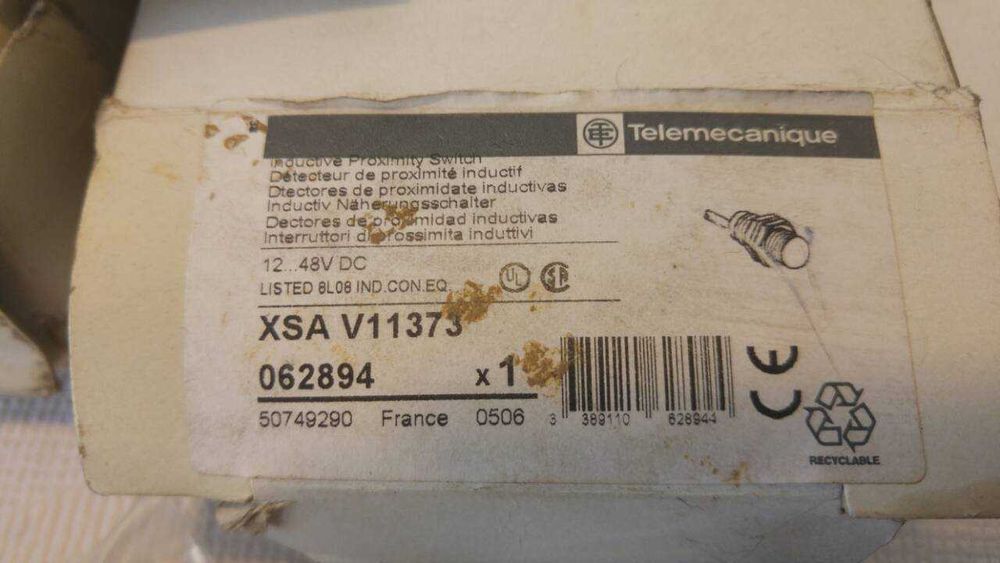 Telemecanique
Inductive Proximity Switch
Détecteur de proximité inductif
Dtectores de proximidate inductivas
Inductiv Näherungsschalter
Dectores de proximidad inductivas
Interruttori di prossimita induttivi
12...48V DC
LISTED 6L08 IND.CON.EQ.
UL
XSA V11373
062894 x 1
50749290 France 0506
3 389110 628944
CE
RECYCLABLE